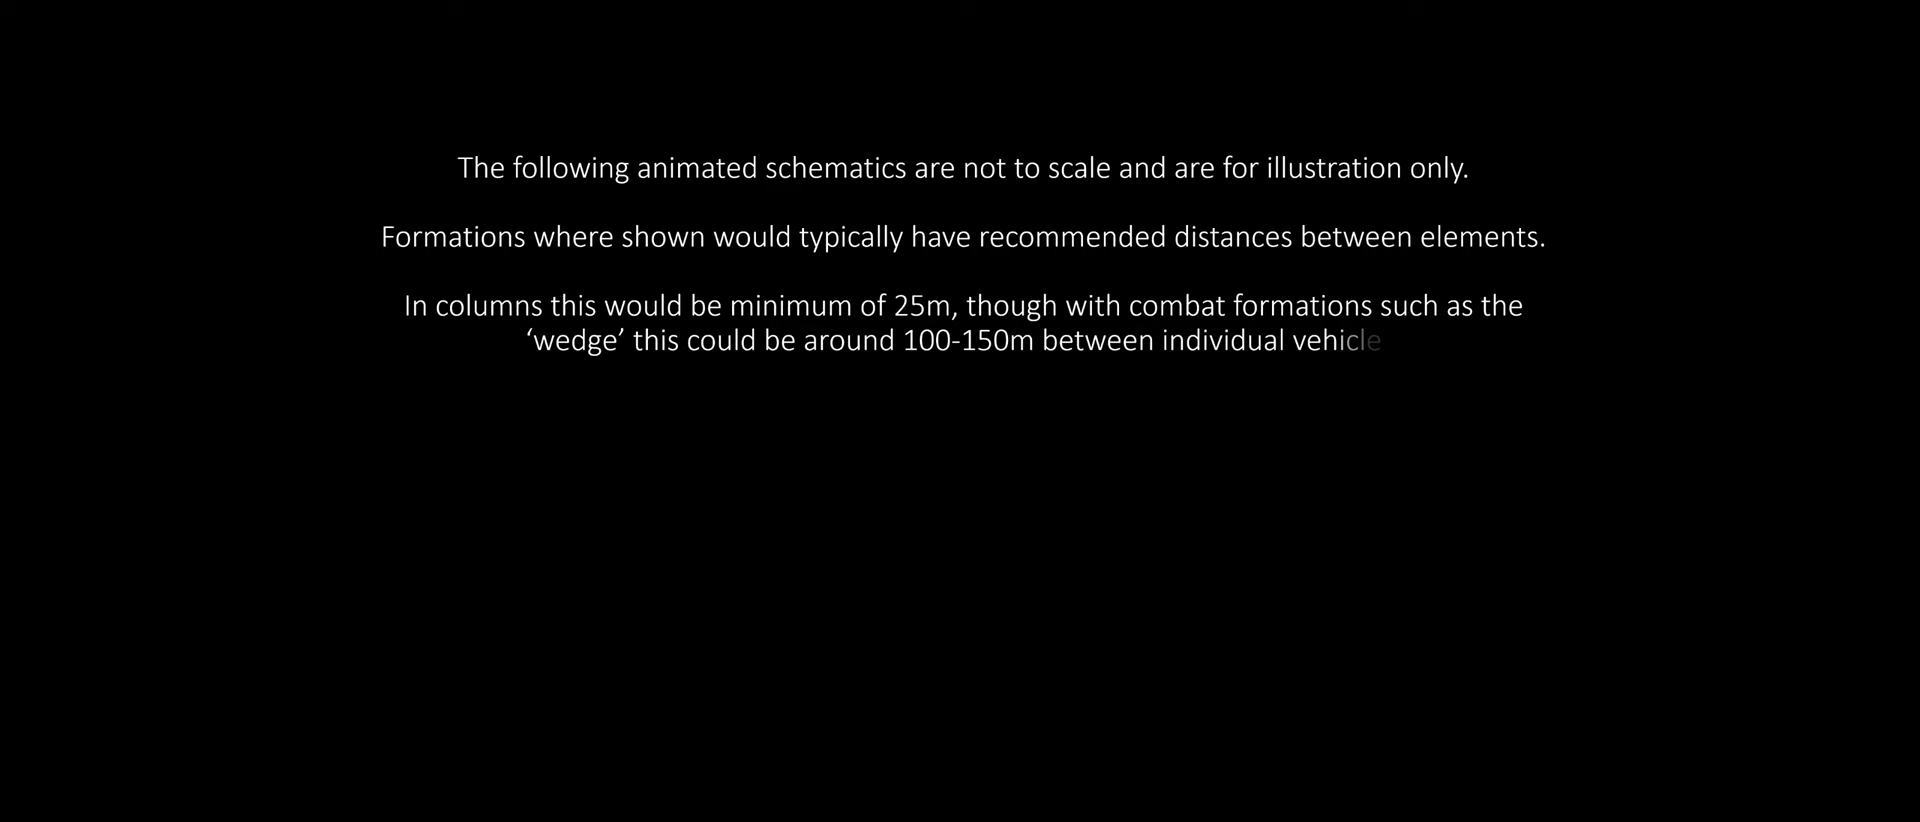 The following animated schematics are not to scale and are for illustration only.
Formations where shown would typically have recommended distances between elements.
In columns this would be minimum of 25m, though with combat formations such as the
‘wedge’ this could be around 100-150m between individual vehicle